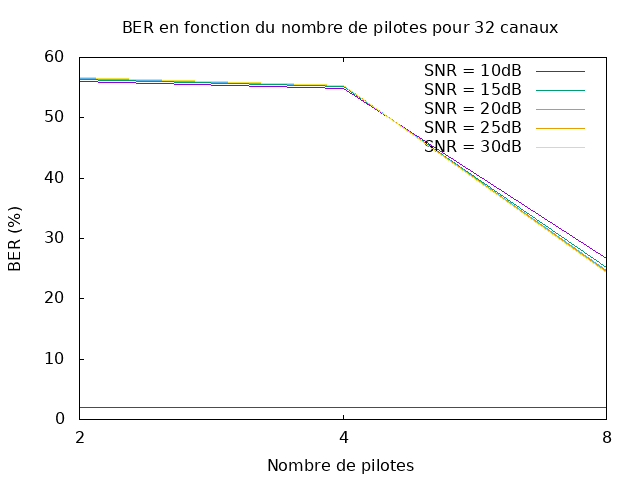 BER en fonction du nombre de pilotes pour 32 canaux
60
50
40
30
20
10
0
BER (%)
SNR = 10dB
SNR = 15dB
SNR = 20dB
SNR = 25dB
SNR = 30dB
2 4 8
Nombre de pilotes